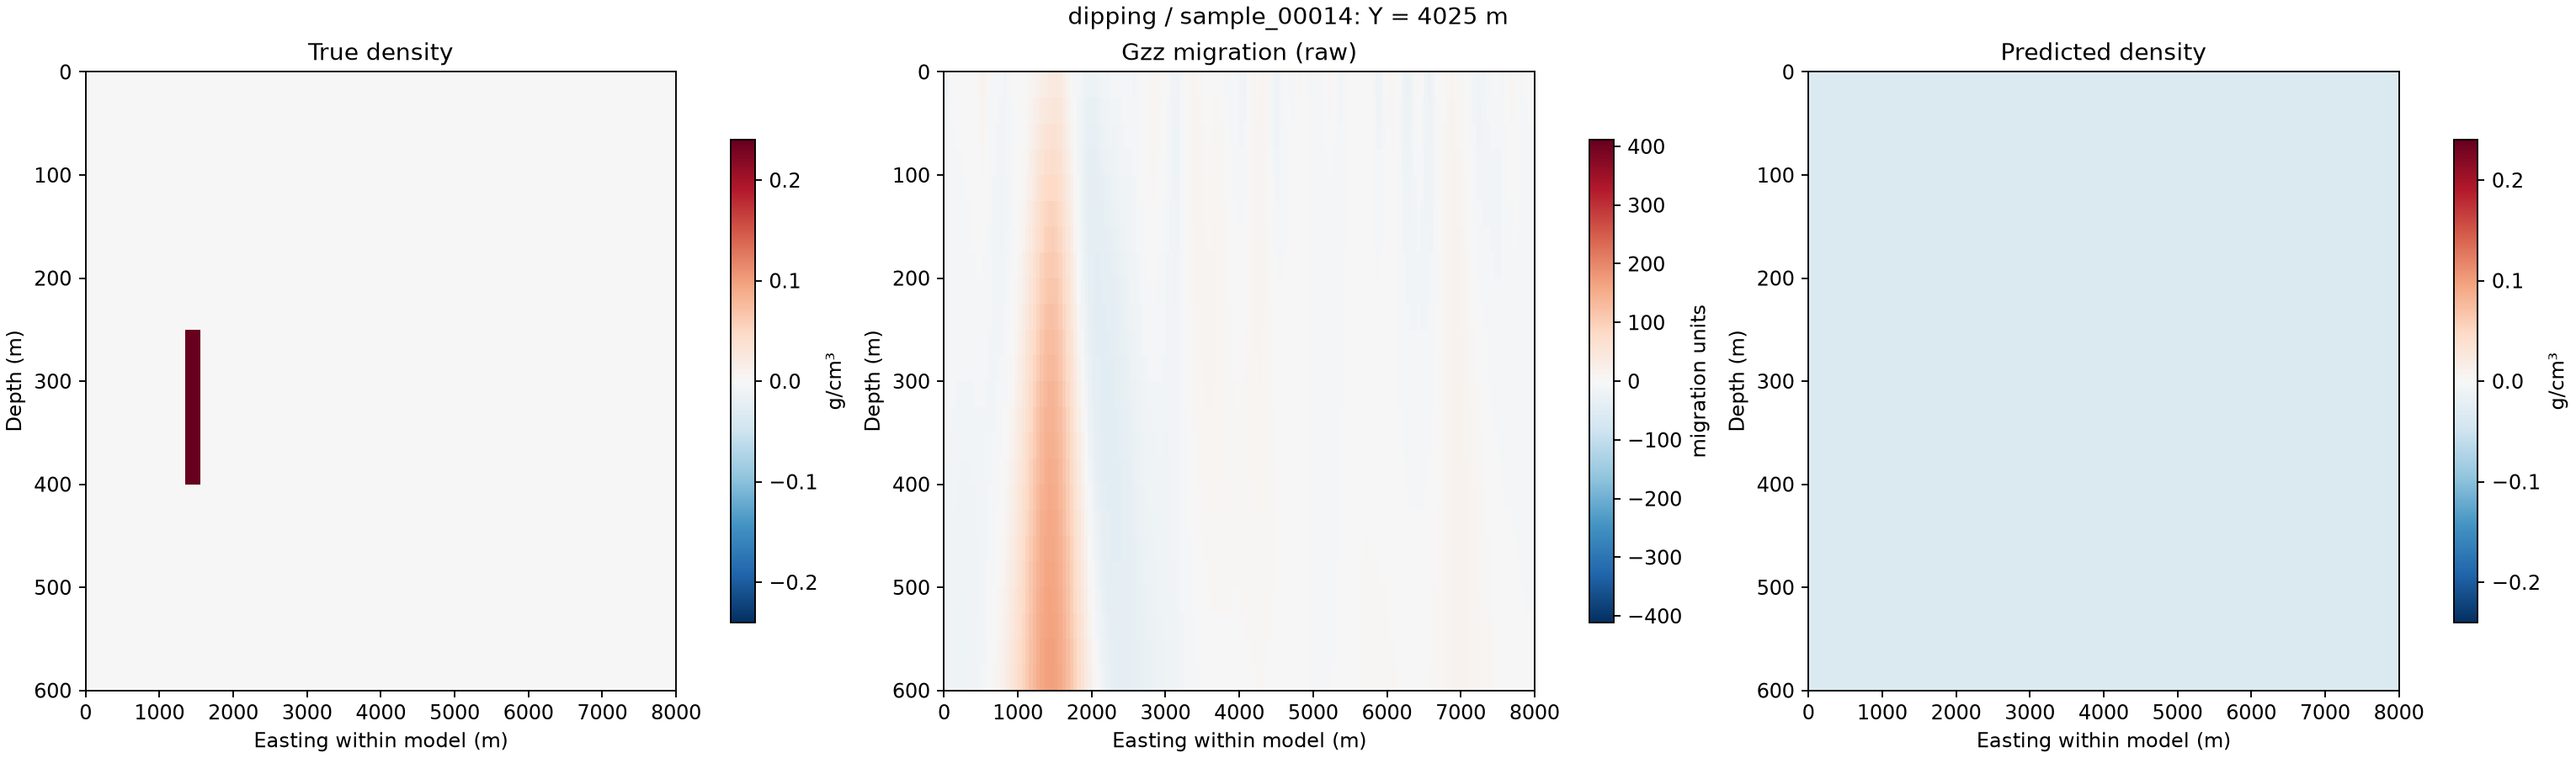 dipping / sample_00014: Y = 4025 m
True density
0
100
200
300
400
500
600
Depth (m)
0 1000 2000 3000 4000 5000 6000 7000 8000
Easting within model (m)
0.2
0.1
0.0
−0.1
−0.2
g/cm³
Gzz migration (raw)
0
100
200
300
400
500
600
Depth (m)
0 1000 2000 3000 4000 5000 6000 7000 8000
Easting within model (m)
400
300
200
100
0
−100
−200
−300
−400
migration units
Predicted density
0
100
200
300
400
500
600
Depth (m)
0 1000 2000 3000 4000 5000 6000 7000 8000
Easting within model (m)
0.2
0.1
0.0
−0.1
−0.2
g/cm³